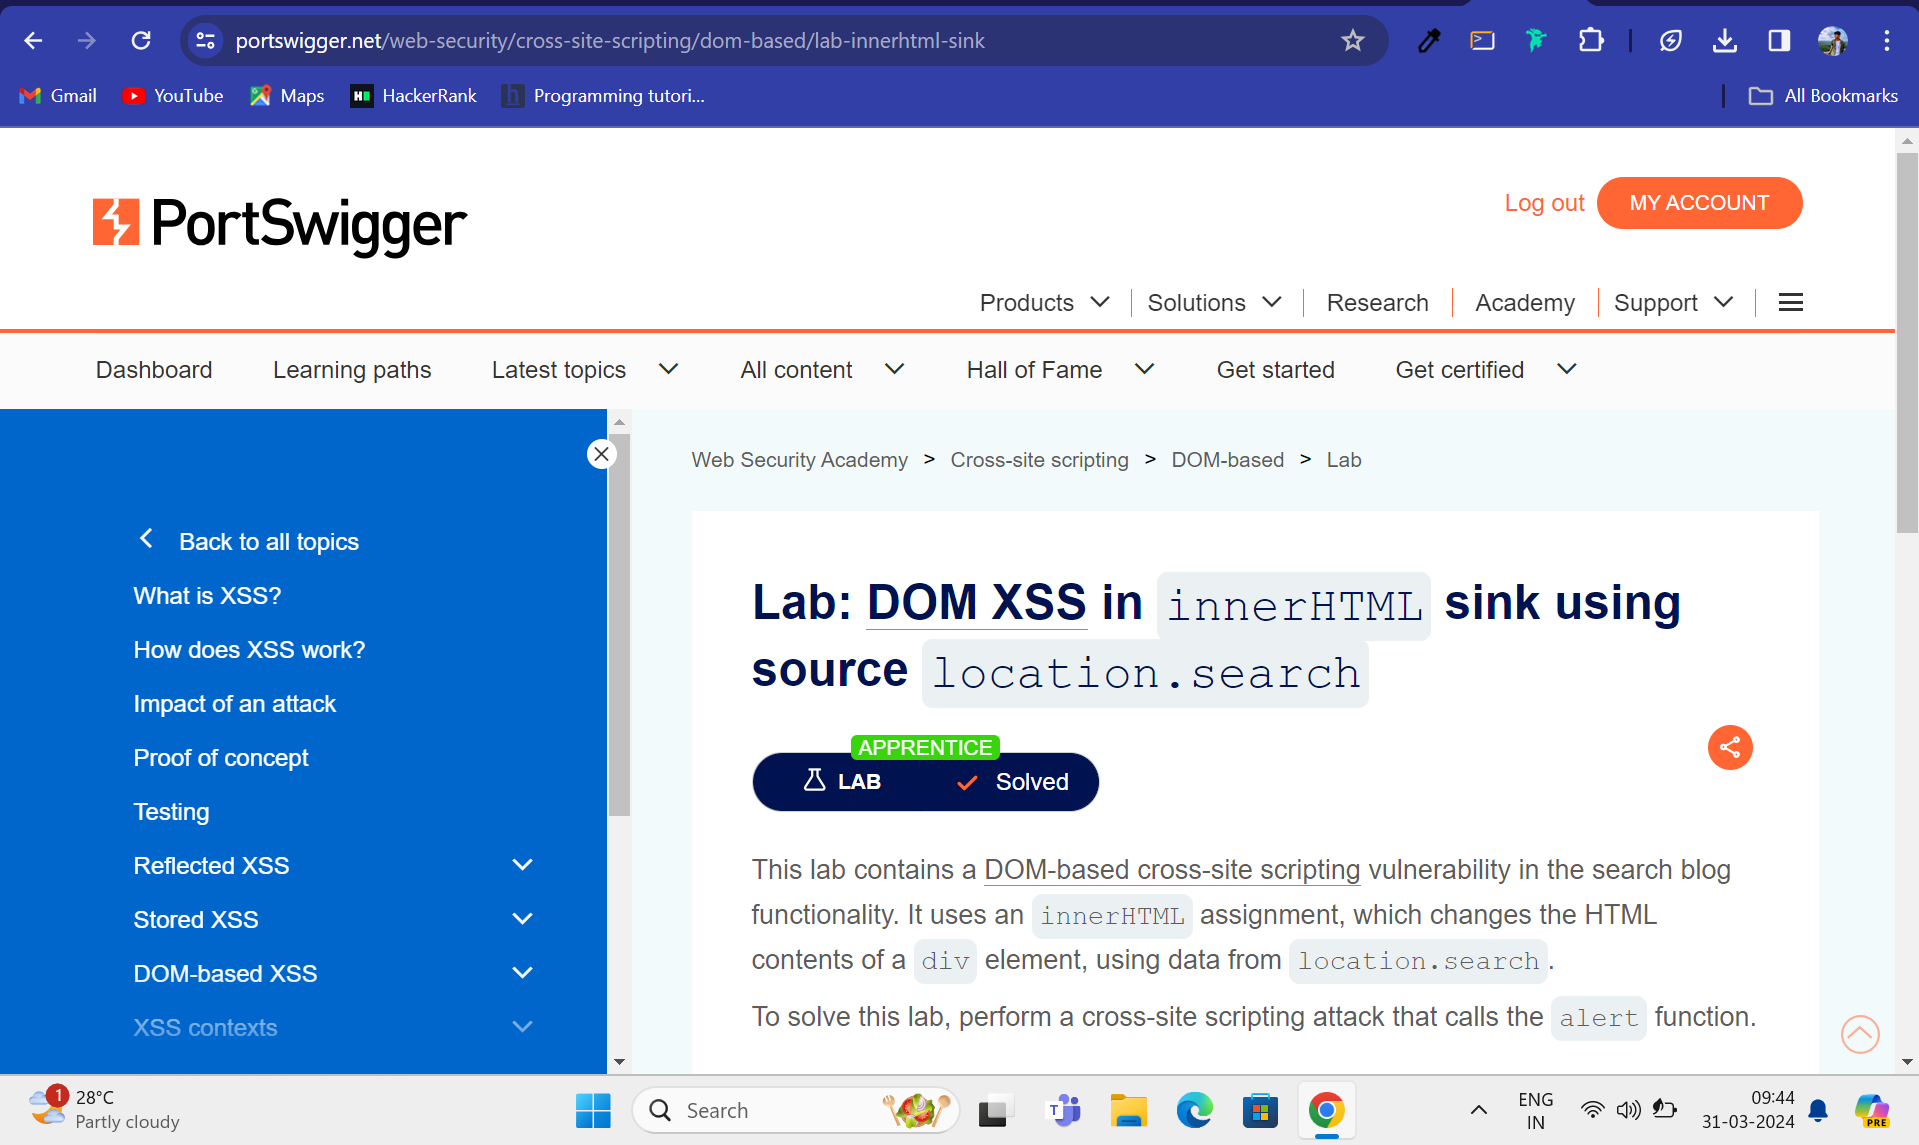 portswigger.net/web-security/cross-site-scripting/dom-based/lab-innerhtml-sink
Gmail
YouTube
Maps
HackerRank
Programming tutori...
All Bookmarks
PortSwigger
Log out
MY ACCOUNT
Products
Solutions
Research
Academy
Support
Dashboard
Learning paths
Latest topics
All content
Hall of Fame
Get started
Get certified
Back to all topics
What is XSS?
How does XSS work?
Impact of an attack
Proof of concept
Testing
Reflected XSS
Stored XSS
DOM-based XSS
XSS contexts
Web Security Academy > Cross-site scripting > DOM-based > Lab
Lab: DOM XSS in innerHTML sink using
source location.search
APPRENTICE
LAB
Solved
This lab contains a DOM-based cross-site scripting vulnerability in the search blog
functionality. It uses an innerHTML assignment, which changes the HTML
contents of a div element, using data from location.search.
To solve this lab, perform a cross-site scripting attack that calls the alert function.
1
28°C
Partly cloudy
Search
T
ENG
IN
09:44
31-03-2024
PRE